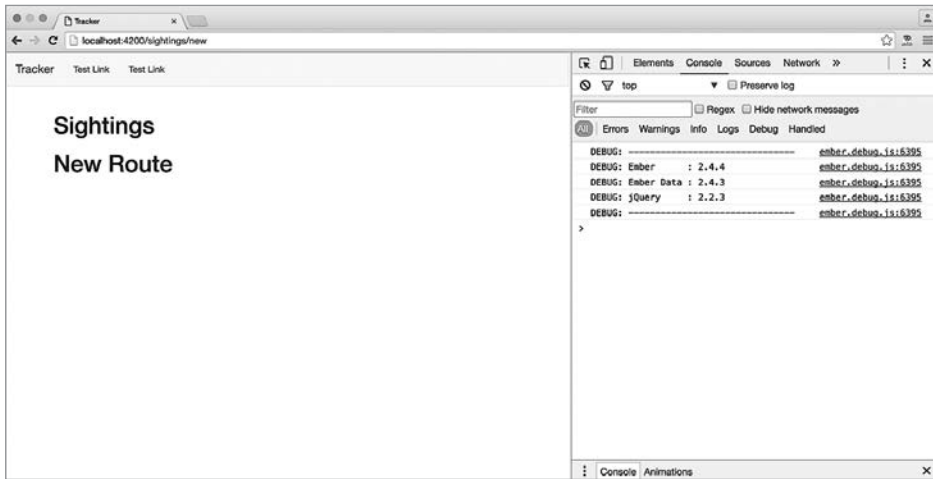 Tracker
localhost:4200/sightings/new
Tracker Test Link Test Link
Sightings
New Route
Elements Console Sources Network »
top ▼ Preserve log
Filter Regex Hide network messages
All Errors Warnings Info Logs Debug Handled
DEBUG: ------------------------------- ember.debug.js:6395
DEBUG: Ember : 2.4.4 ember.debug.js:6395
DEBUG: Ember Data : 2.4.3 ember.debug.js:6395
DEBUG: jQuery : 2.2.3 ember.debug.js:6395
DEBUG: ------------------------------- ember.debug.js:6395
>
Console Animations